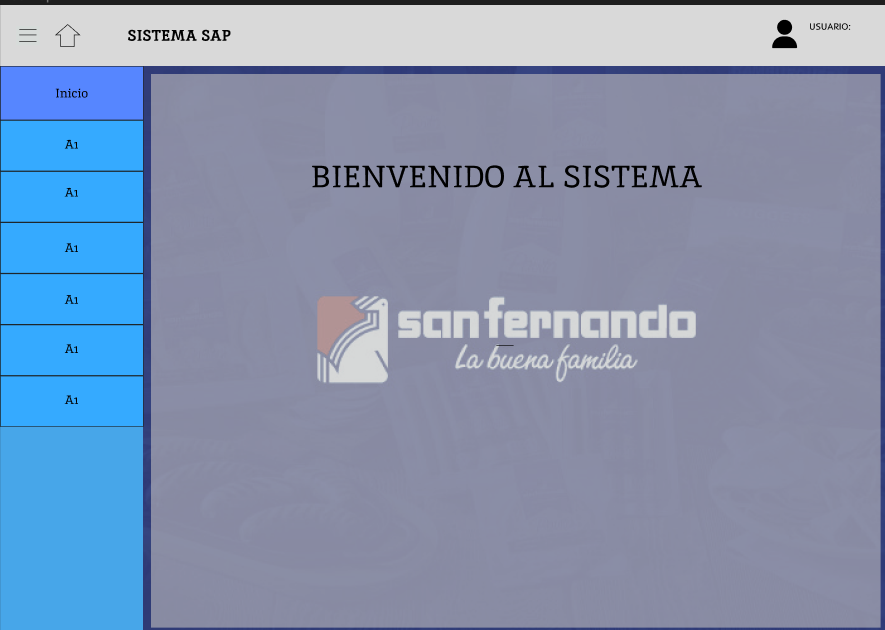 SISTEMA SAP
USUARIO:
Inicio
A1
A1
A1
A1
A1
A1
BIENVENIDO AL SISTEMA
sanfernando
La buena familia